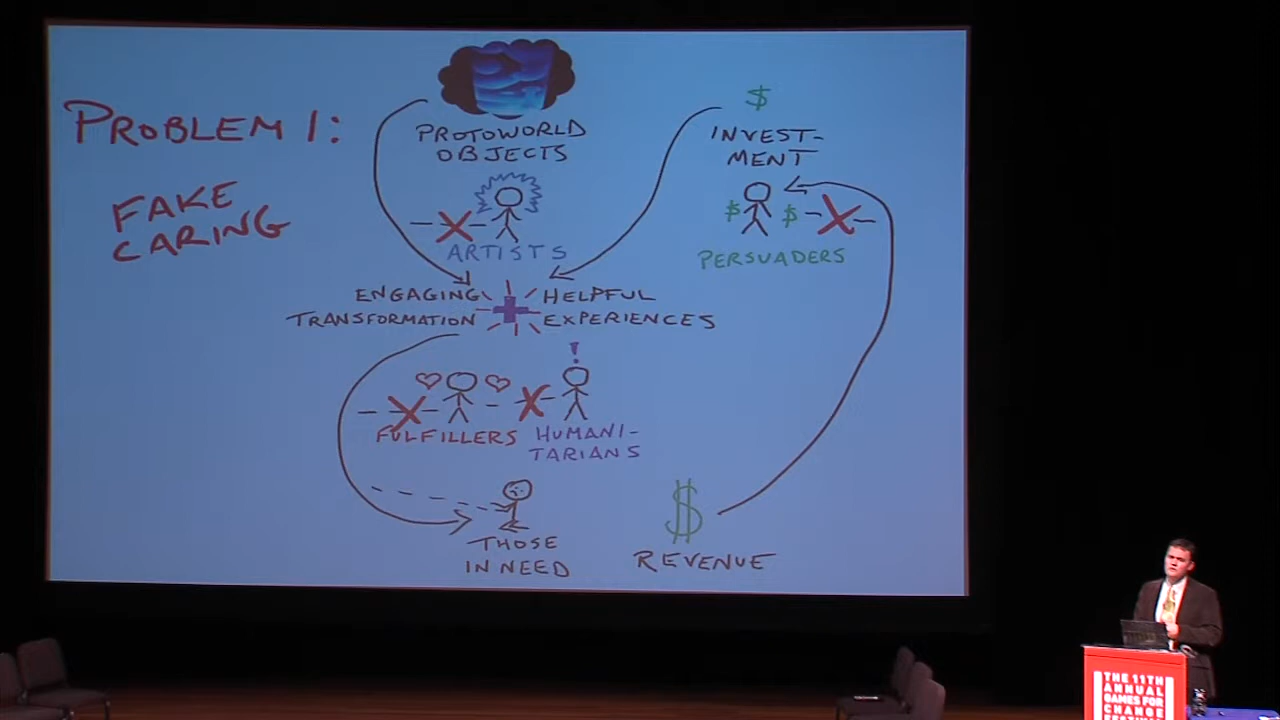 PROBLEM 1:
FAKE
CARING
PROTOWORLD
OBJECTS
$
INVEST-
MENT
ARTISTS
$ $
PERSUADERS
ENGAGING
TRANSFORMATION
HELPFUL
EXPERIENCES
!
FULFILLERS
HUMANI-
TARIANS
THOSE
IN NEED
$
REVENUE
THE 11TH
ANNUAL
GAMES FOR
CHANGE